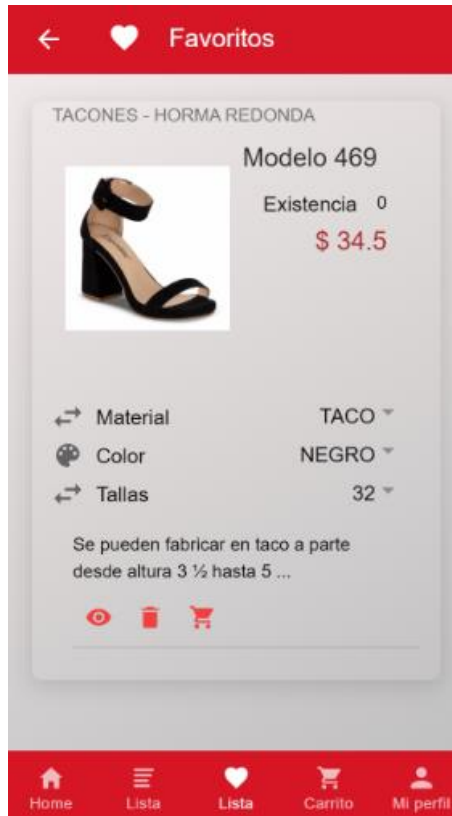 Favoritos
TACONES - HORMA REDONDA
Modelo 469
Existencia 0
$ 34.5
Material TACO
Color NEGRO
Tallas 32
Se pueden fabricar en taco a parte
desde altura 3 ½ hasta 5 ...
Home Lista Lista Carrito Mi perfil